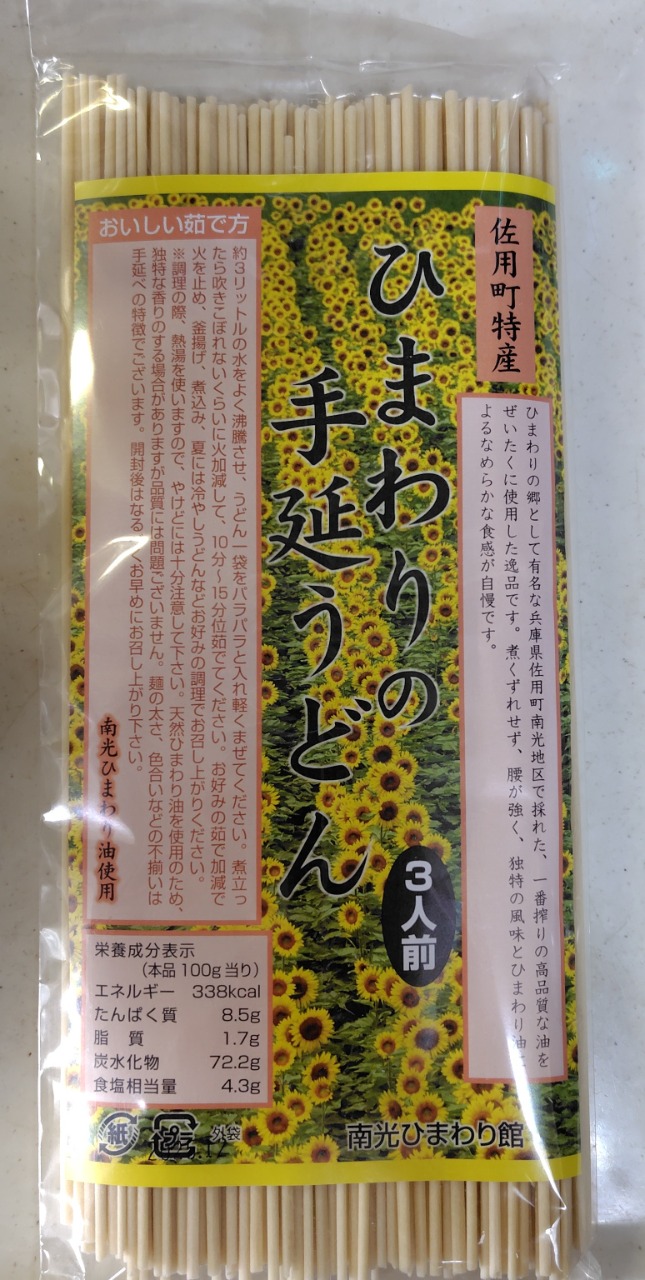 佐用町特産
ひまわりの
手延うどん
3人前
ひまわりの郷として有名な兵庫県佐用町南光地区で採れた、一番搾りの高品質な油を
ぜいたくに使用した逸品です。煮くずれせず、腰が強く、独特の風味とひまわり油に
よるなめらかな食感が自慢です。
おいしい茹で方
約3リットルの水をよく沸騰させ、うどん一袋をバラバラと入れ軽くまぜてください。煮立っ
たら吹きこぼれないくらいに火加減して、10分〜15分位茹でてください。お好みの茹で加減で
火を止め、釜揚げ、煮込み、夏には冷やしうどんなどお好みの調理でお召し上がりください。
※調理の際、熱湯を使いますので、やけどには十分注意して下さい。天然ひまわり油を使用のため、
独特な香りのする場合がありますが品質には問題ございません。麺の太さ、色合いなどの不揃いは
手延べの特徴でございます。開封後はなるべくお早めにお召し上がり下さい。
南光ひまわり油使用
栄養成分表示
(本品100g当り)
エネルギー 338kcal
たんぱく質 8.5g
脂質 1.7g
炭水化物 72.2g
食塩相当量 4.3g
紙
プラ
外袋
南光ひまわり館